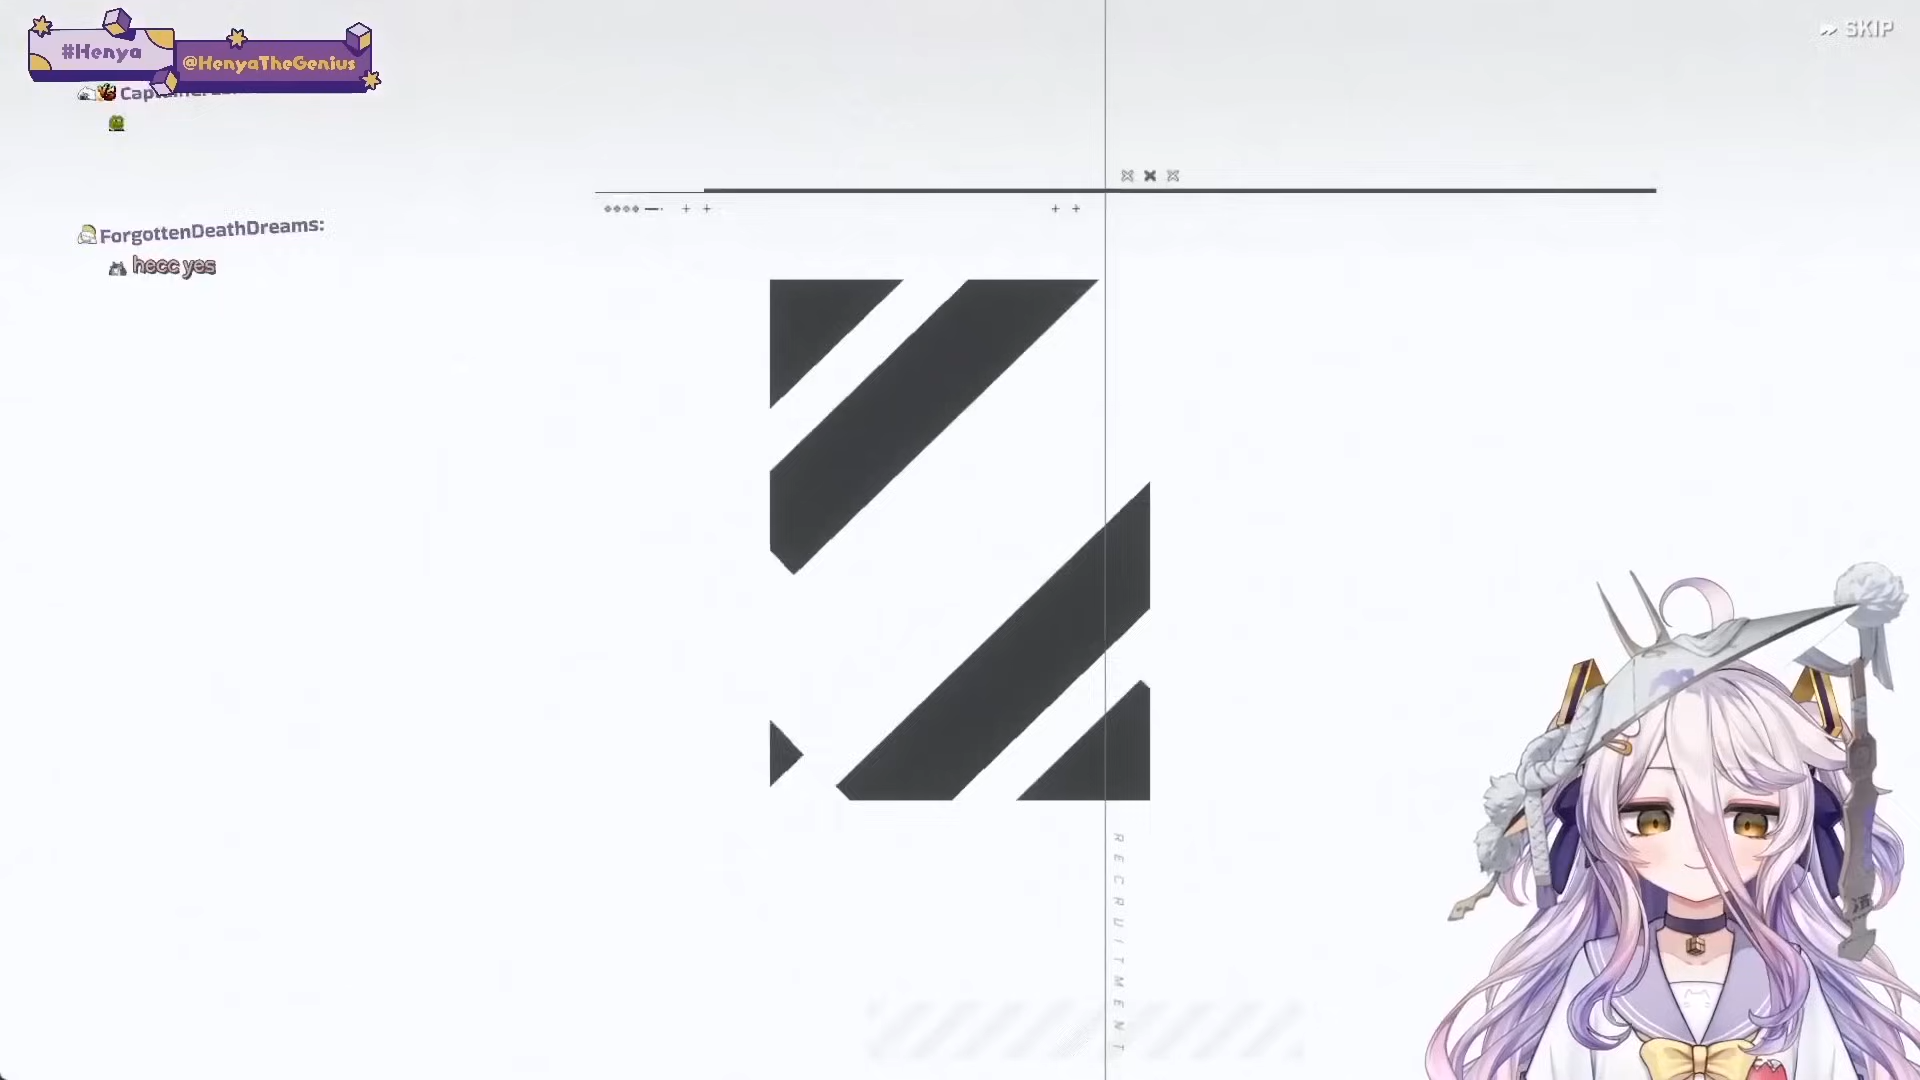 #Henya
@HenyaTheGenius
SKIP
ForgottenDeathDreams:
hecc yes
RECRUITMENT